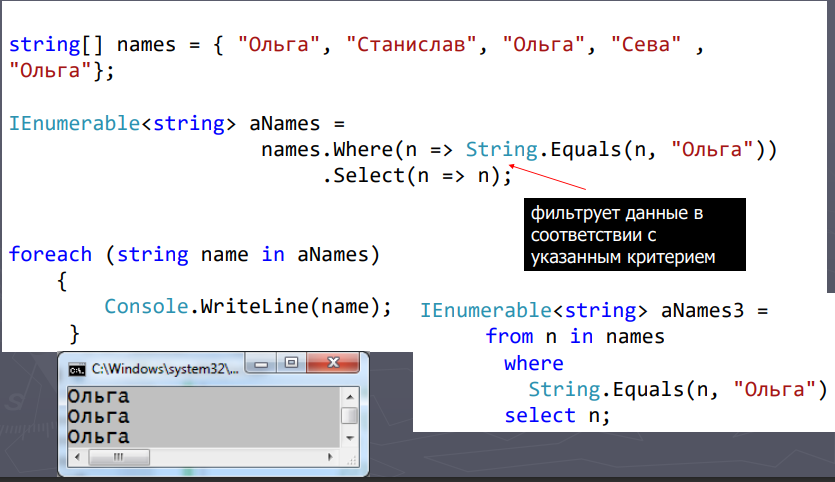 string[] names = { "Ольга", "Станислав", "Ольга", "Сева" ,
"Ольга"};
IEnumerable<string> aNames =
names.Where(n => String.Equals(n, "Ольга"))
.Select(n => n);
фильтрует данные в
соответствии с
указанным критерием
foreach (string name in aNames)
{
Console.WriteLine(name);
}
IEnumerable<string> aNames3 =
from n in names
where
String.Equals(n, "Ольга")
select n;
C:\Windows\system32\...
Ольга
Ольга
Ольга